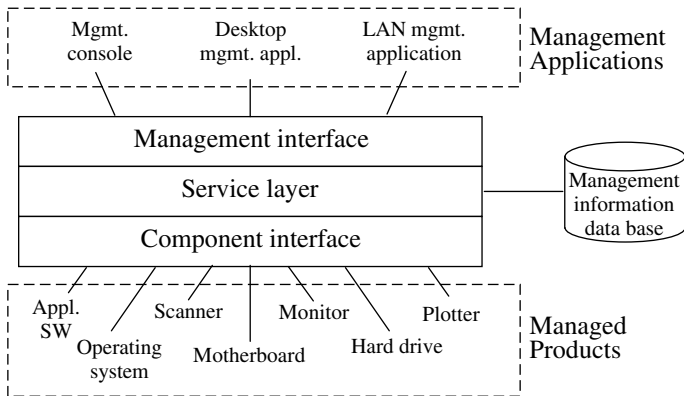 Mgmt.
console
Desktop
mgmt. appl.
LAN mgmt.
application
Management
Applications
Management interface
Service layer
Component interface
Management
information
data base
Appl.
SW
Operating
system
Scanner
Motherboard
Monitor
Hard drive
Plotter
Managed
Products